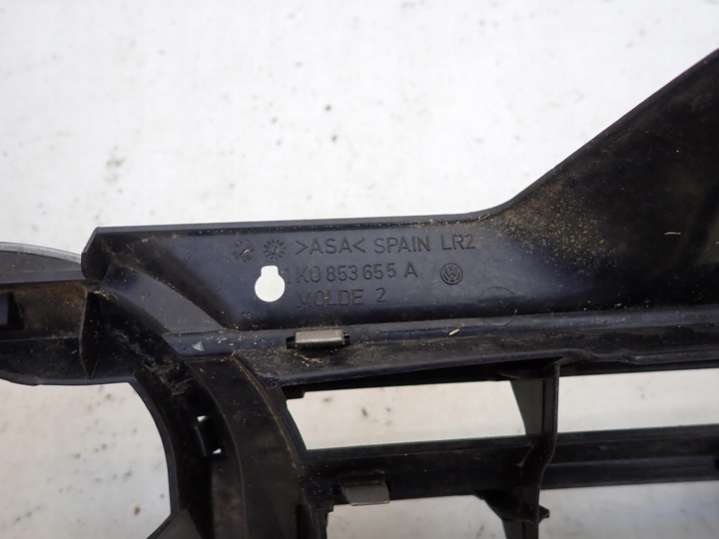 >ASA< SPAIN LR2
1K0 853 655 A
MOLDE 2